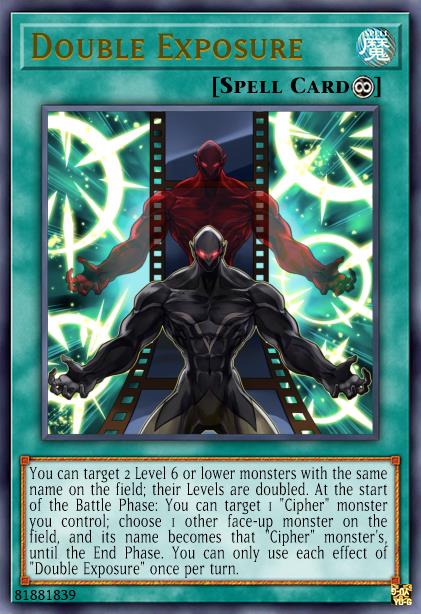 DOUBLE EXPOSURE
SPELL
魔
[SPELL CARD]
You can target 2 Level 6 or lower monsters with the same
name on the field; their Levels are doubled. At the start
of the Battle Phase: You can target 1 "Cipher" monster
you control; choose 1 other face-up monster on the
field, and its name becomes that "Cipher" monster's,
until the End Phase. You can only use each effect of
"Double Exposure" once per turn.
81881839